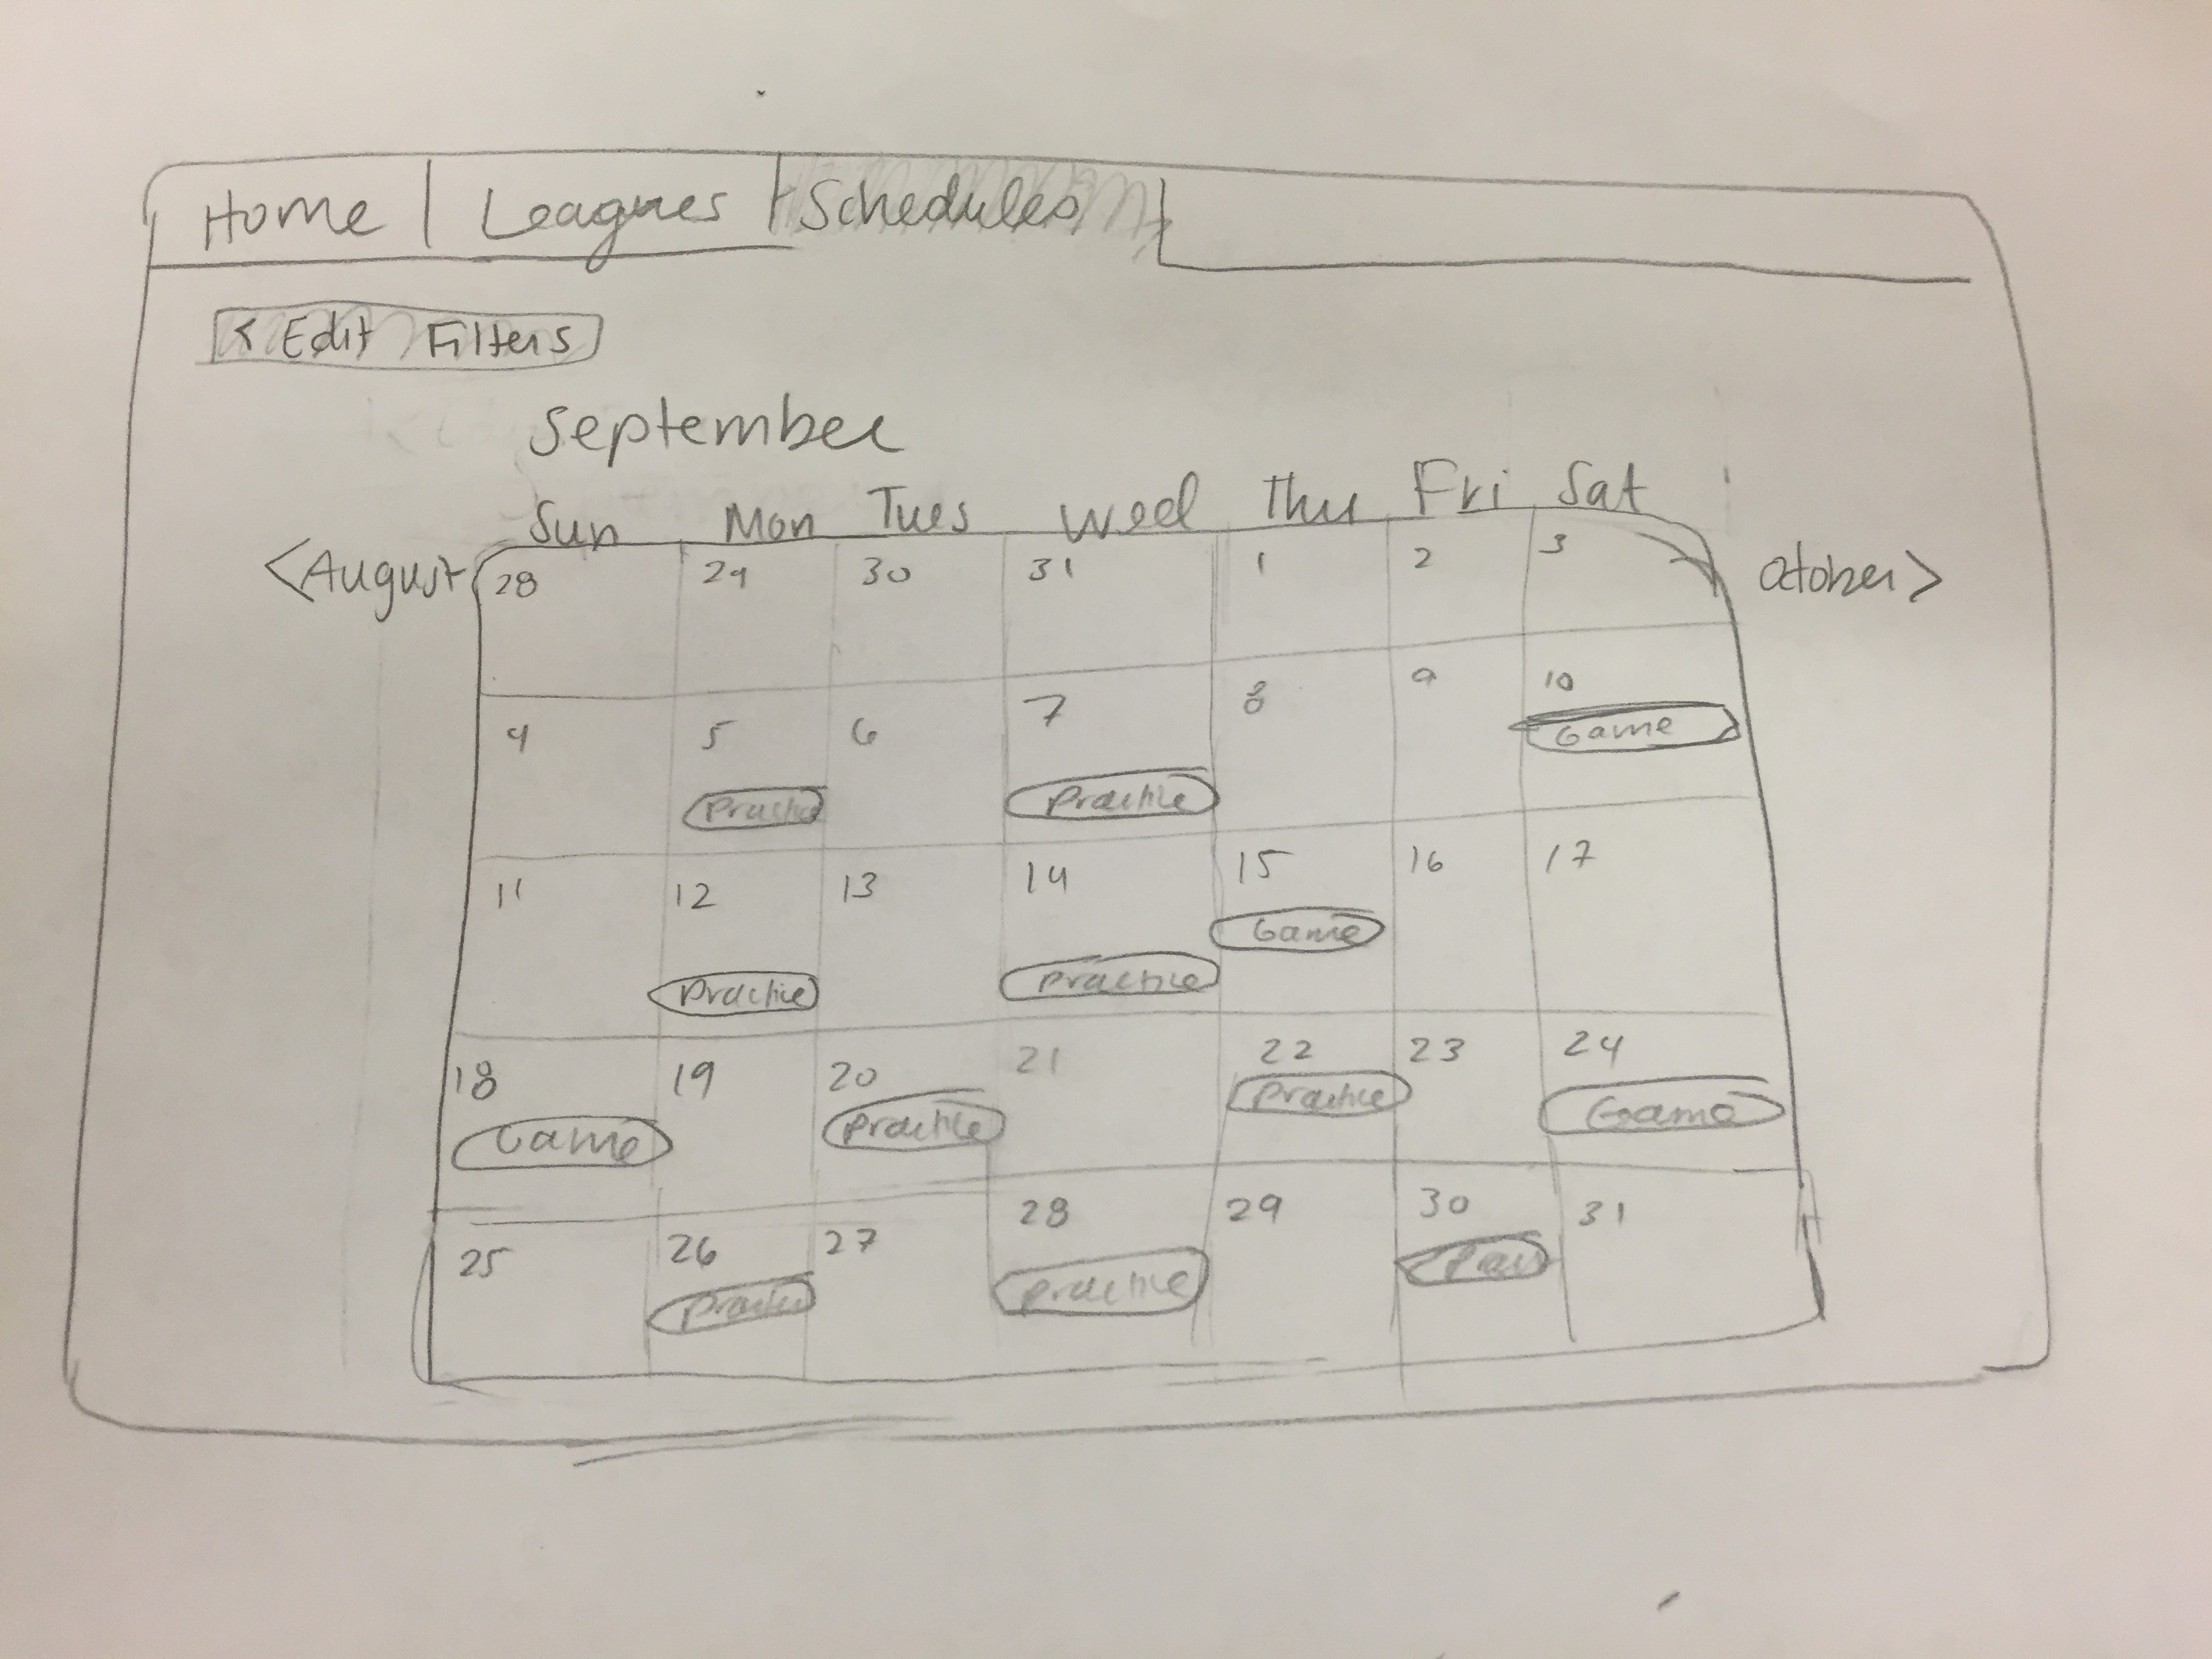 Home Leagues Schedules
< Edit Filters
September
Sun Mon Tues Wed Thu Fri Sat
<August October>
28 29 30 31 1 2 3
4 5 6 7 8 9 10
Practice Practice Game
11 12 13 14 15 16 17
Practice Practice Game
18 19 20 21 22 23 24
Game Practice Practice Game
25 26 27 28 29 30 31
Practice Practice